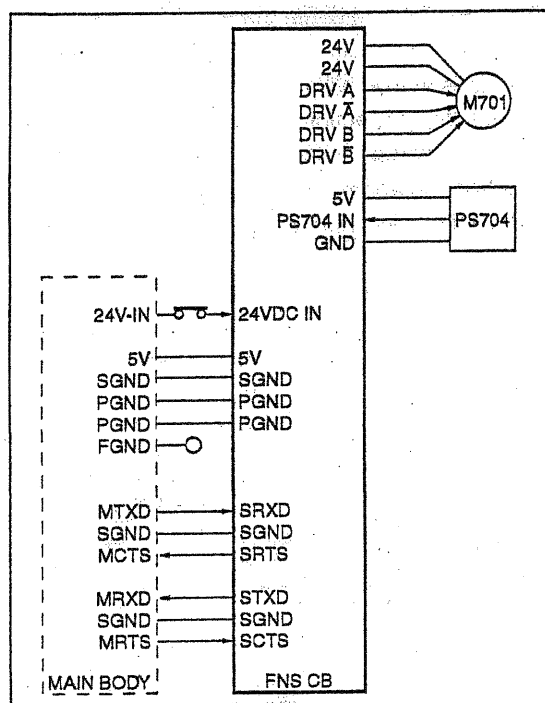 24V
24V
DRV A
DRV A̅
DRV B
DRV B̅
M701
5V
PS704 IN
GND
PS704
24V-IN
24VDC IN
5V
5V
SGND
SGND
PGND
PGND
PGND
PGND
FGND
MTXD
SRXD
SGND
SGND
MCTS
SRTS
MRXD
STXD
SGND
SGND
MRTS
SCTS
MAIN BODY
FNS CB